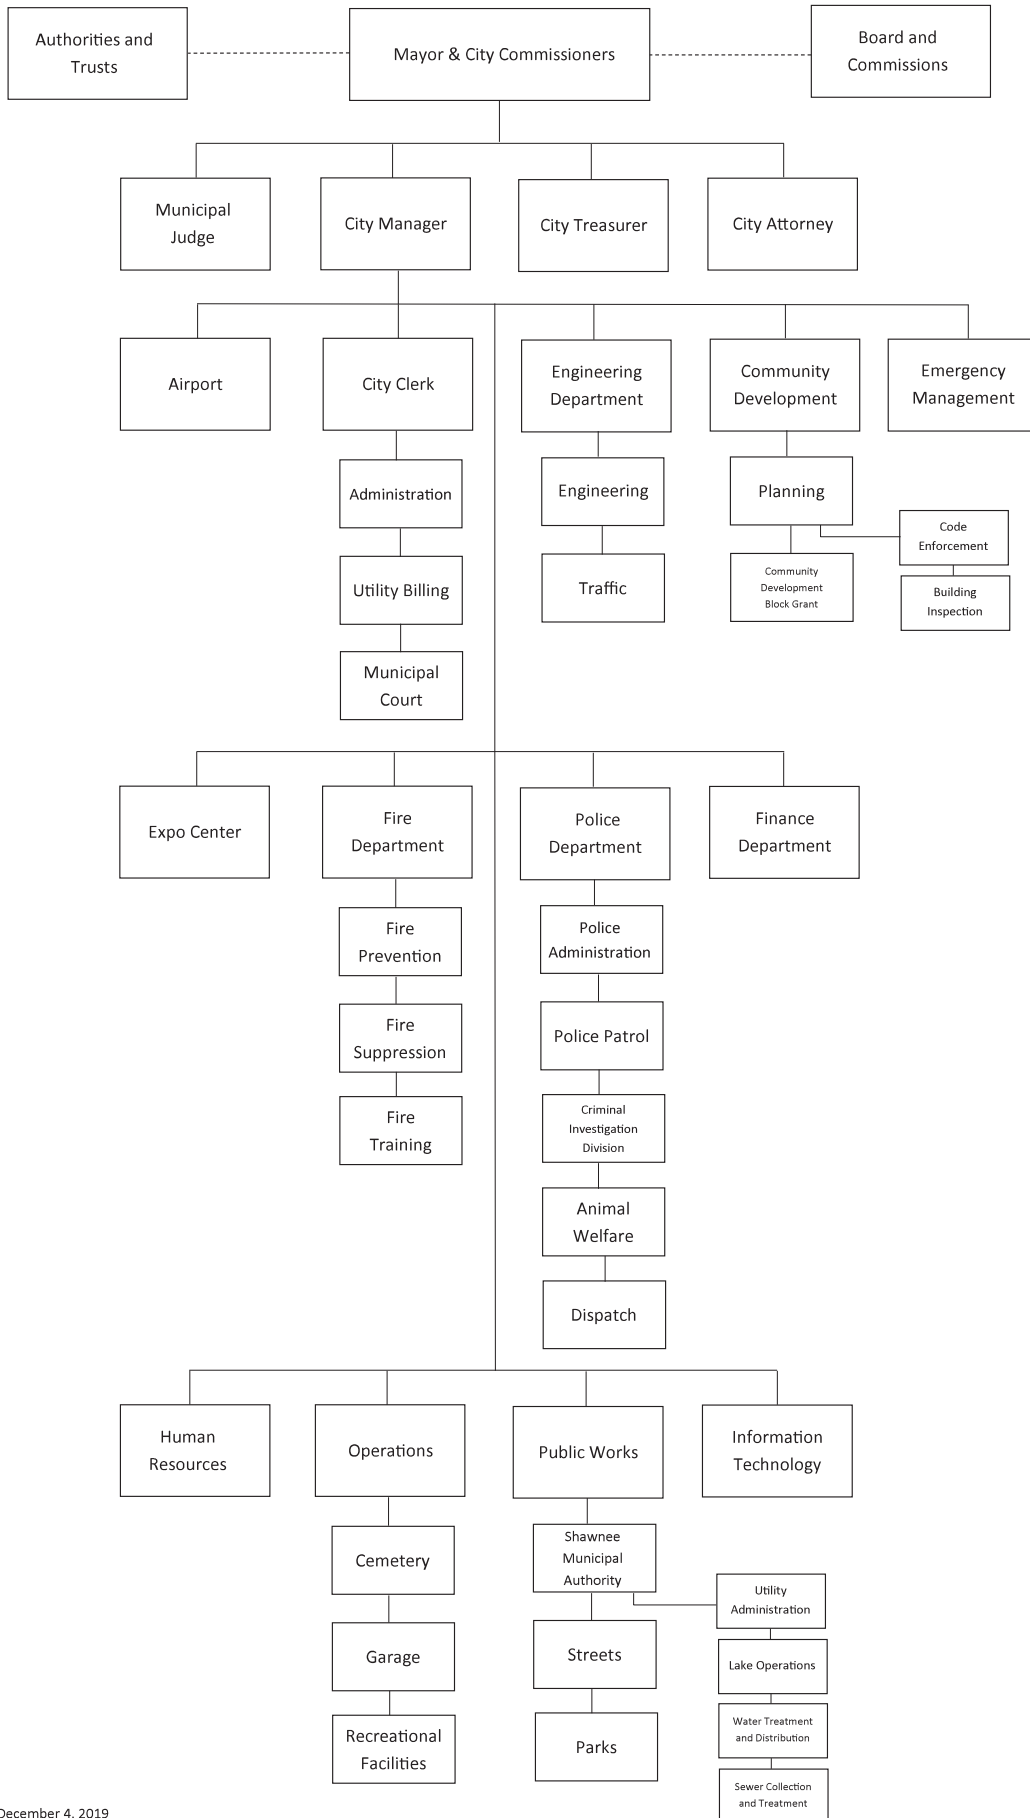 Authorities and
Trusts
Mayor & City Commissioners
Board and
Commissions
Municipal
Judge
City Manager
City Treasurer
City Attorney
Airport
City Clerk
Engineering
Department
Community
Development
Emergency
Management
Administration
Utility Billing
Municipal
Court
Engineering
Traffic
Planning
Community
Development
Block Grant
Code
Enforcement
Building
Inspection
Expo Center
Fire
Department
Police
Department
Finance
Department
Fire
Prevention
Fire
Suppression
Fire
Training
Police
Administration
Police Patrol
Criminal
Investigation
Division
Animal
Welfare
Dispatch
Human
Resources
Operations
Public Works
Information
Technology
Cemetery
Garage
Recreational
Facilities
Shawnee
Municipal
Authority
Streets
Parks
Utility
Administration
Lake Operations
Water Treatment
and Distribution
Sewer Collection
and Treatment
December 4, 2019